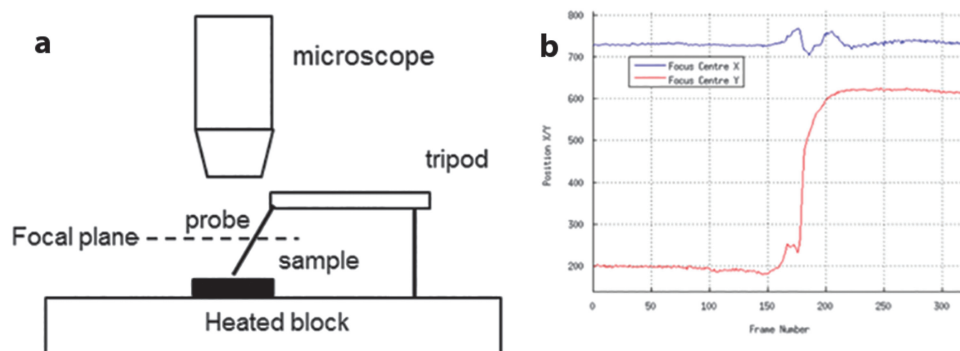 a
microscope
tripod
probe
Focal plane
sample
Heated block
b
800
700
600
500
400
300
200
0
50
100
150
200
250
300
Position X/Y
Frame Number
Focus Centre X
Focus Centre Y